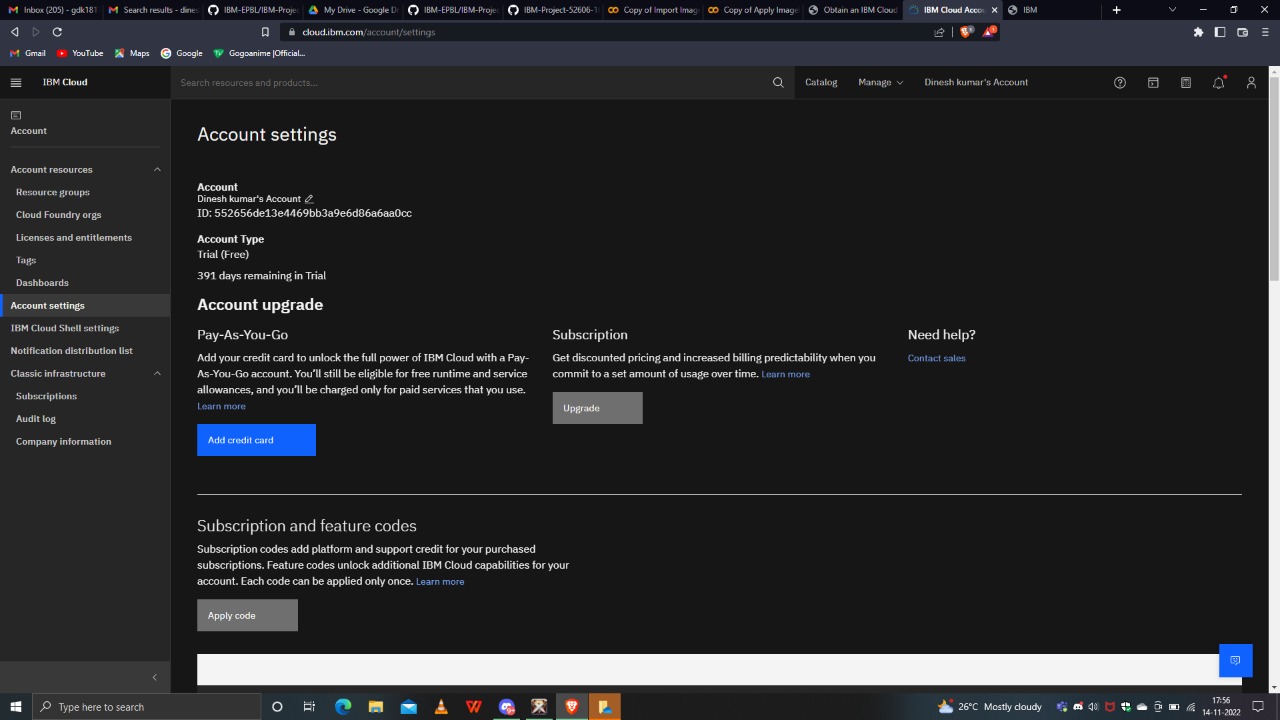 Inbox (205) - gdk181
Search results - dines
IBM-EPBL/IBM-Projec
My Drive - Google Dr
IBM-EPBL/IBM-Projec
IBM-Project-52606-16
Copy of Import Imag
Copy of Apply Image
Obtain an IBM Cloud
IBM Cloud Accou
IBM
cloud.ibm.com/account/settings
Gmail
YouTube
Maps
Google
Gogoanime |Official...
IBM Cloud
Search resources and products...
Catalog
Manage
Dinesh kumar's Account
Account
Account resources
Resource groups
Cloud Foundry orgs
Licenses and entitlements
Tags
Dashboards
Account settings
IBM Cloud Shell settings
Notification distribution list
Classic infrastructure
Subscriptions
Audit log
Company information
Account settings
Account
Dinesh kumar's Account
ID: 552656de13e4469bb3a9e6d86a6aa0cc
Account Type
Trial (Free)
391 days remaining in Trial
Account upgrade
Pay-As-You-Go
Add your credit card to unlock the full power of IBM Cloud with a Pay-
As-You-Go account. You'll still be eligible for free runtime and service
allowances, and you'll be charged only for paid services that you use.
Learn more
Add credit card
Subscription
Get discounted pricing and increased billing predictability when you
commit to a set amount of usage over time. Learn more
Upgrade
Need help?
Contact sales
Subscription and feature codes
Subscription codes add platform and support credit for your purchased
subscriptions. Feature codes unlock additional IBM Cloud capabilities for your
account. Each code can be applied only once. Learn more
Apply code
Type here to search
26°C Mostly cloudy
17:56
14-11-2022